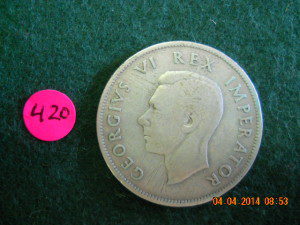 420
GEORGIVS VI REX IMPERATOR
04.04.2014 08:53